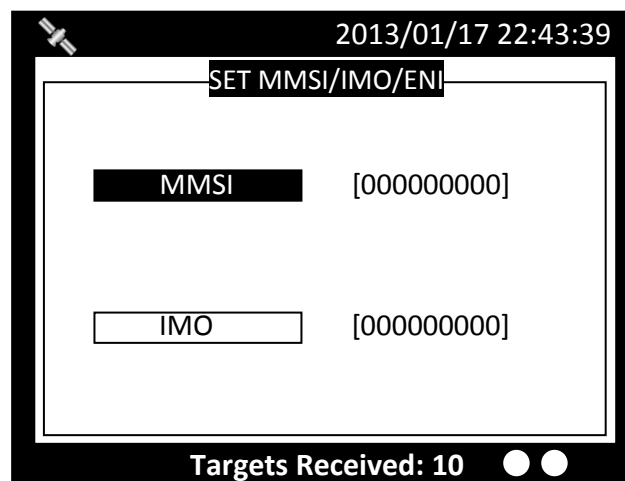 2013/01/17 22:43:39
SET MMSI/IMO/ENI
MMSI [000000000]
IMO [000000000]
Targets Received: 10